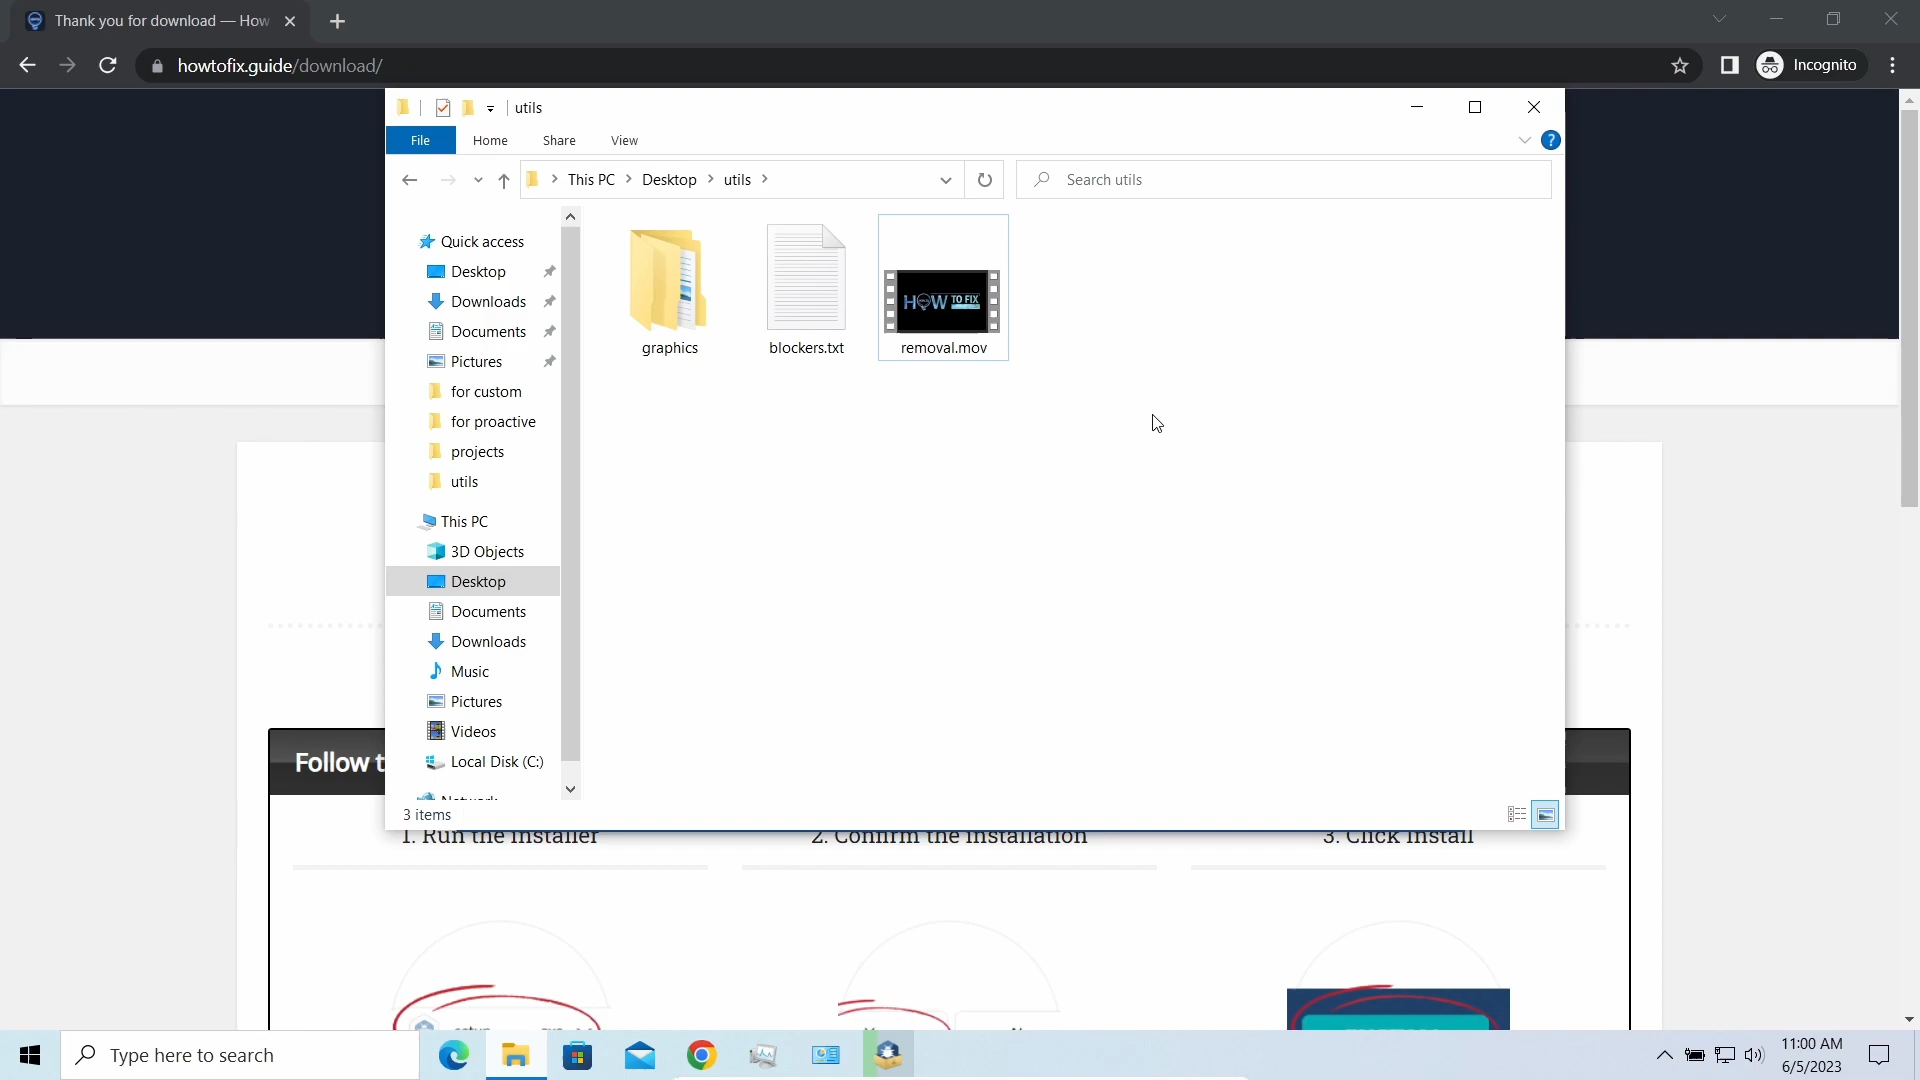 Thank you for download — How
howtofix.guide/download/
Incognito
utils
File Home Share View
This PC Desktop utils
Search utils
Quick access
Desktop
Downloads
Documents
Pictures
for custom
for proactive
projects
utils
This PC
3D Objects
Desktop
Documents
Downloads
Music
Pictures
Videos
Local Disk (C:)
Network
HOW TO FIX
graphics
blockers.txt
removal.mov
3 items
Follow t
1. Run the installer
2. Confirm the installation
3. Click Install
Type here to search
11:00 AM
6/5/2023